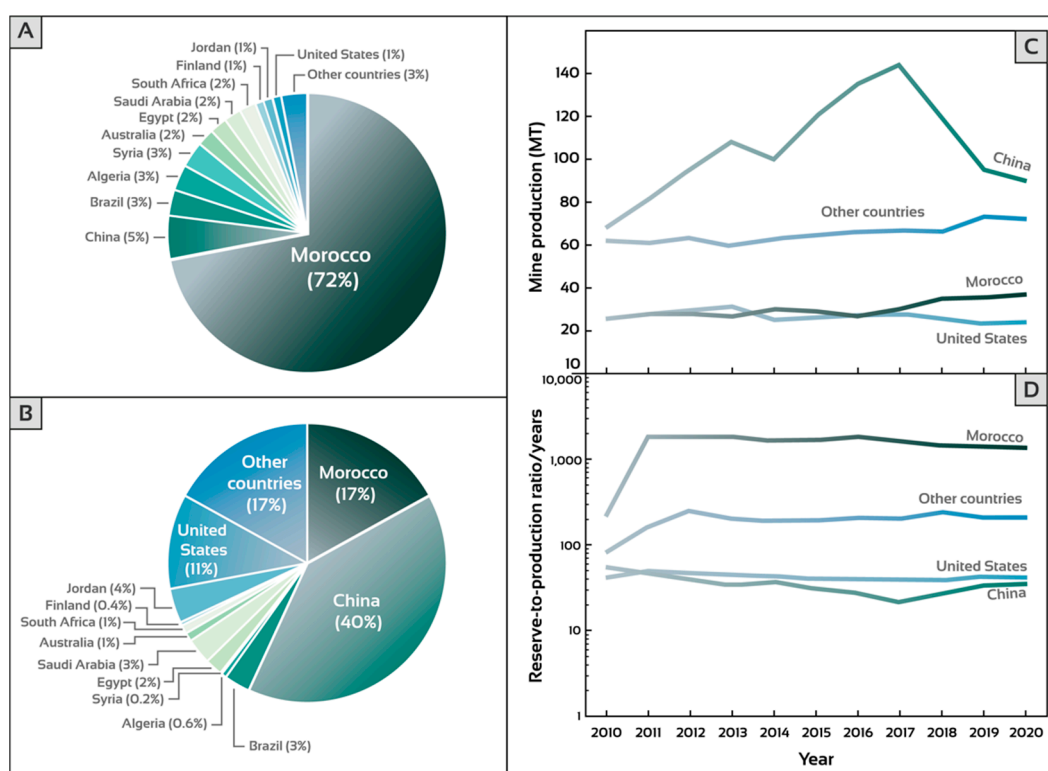 A
Jordan (1%)
United States (1%)
Finland (1%)
Other countries (3%)
South Africa (2%)
Saudi Arabia (2%)
Egypt (2%)
Australia (2%)
Syria (3%)
Algeria (3%)
Brazil (3%)
China (5%)
Morocco
(72%)
B
Other
countries
(17%)
Morocco
(17%)
United
States
(11%)
China
(40%)
Jordan (4%)
Finland (0.4%)
South Africa (1%)
Australia (1%)
Saudi Arabia (3%)
Egypt (2%)
Syria (0.2%)
Algeria (0.6%)
Brazil (3%)
C
Mine production (MT)
140
120
100
80
60
40
20
10
China
Other countries
Morocco
United States
D
Reserve-to-production ratio/years
10,000
1,000
100
10
1
Morocco
Other countries
United States
China
2010 2011 2012 2013 2014 2015 2016 2017 2018 2019 2020
Year